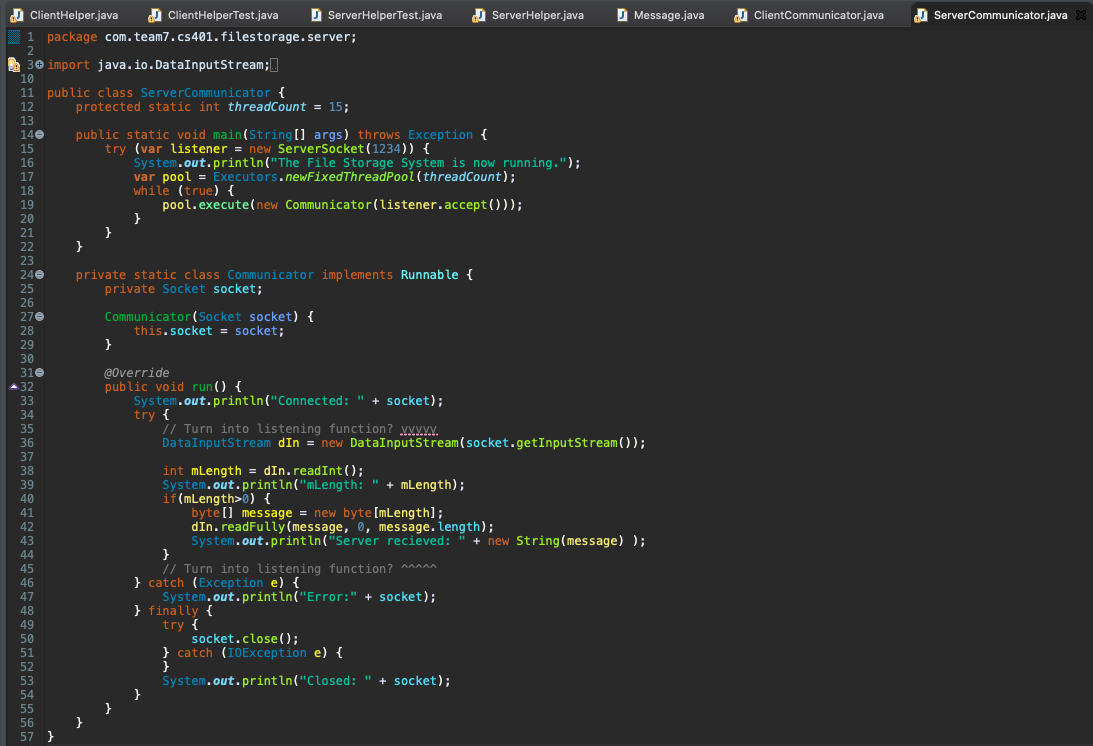 ClientHelper.java ClientHelperTest.java ServerHelperTest.java ServerHelper.java Message.java ClientCommunicator.java ServerCommunicator.java
1 package com.team7.cs401.filestorage.server;
2
3 import java.io.DataInputStream;
10
11 public class ServerCommunicator {
12     protected static int threadCount = 15;
13
14     public static void main(String[] args) throws Exception {
15         try (var listener = new ServerSocket(1234)) {
16             System.out.println("The File Storage System is now running.");
17             var pool = Executors.newFixedThreadPool(threadCount);
18             while (true) {
19                 pool.execute(new Communicator(listener.accept()));
20             }
21         }
22     }
23
24     private static class Communicator implements Runnable {
25         private Socket socket;
26
27         Communicator(Socket socket) {
28             this.socket = socket;
29         }
30
31         @Override
32         public void run() {
33             System.out.println("Connected: " + socket);
34             try {
35                 // Turn into listening function? vvvvv
36                 DataInputStream dIn = new DataInputStream(socket.getInputStream());
37
38                 int mLength = dIn.readInt();
39                 System.out.println("mLength: " + mLength);
40                 if(mLength>0) {
41                     byte[] message = new byte[mLength];
42                     dIn.readFully(message, 0, message.length);
43                     System.out.println("Server recieved: " + new String(message) );
44                 }
45                 // Turn into listening function? ^^^^^
46             } catch (Exception e) {
47                 System.out.println("Error:" + socket);
48             } finally {
49                 try {
50                     socket.close();
51                 } catch (IOException e) {
52                 }
53                 System.out.println("Closed: " + socket);
54             }
55         }
56     }
57 }